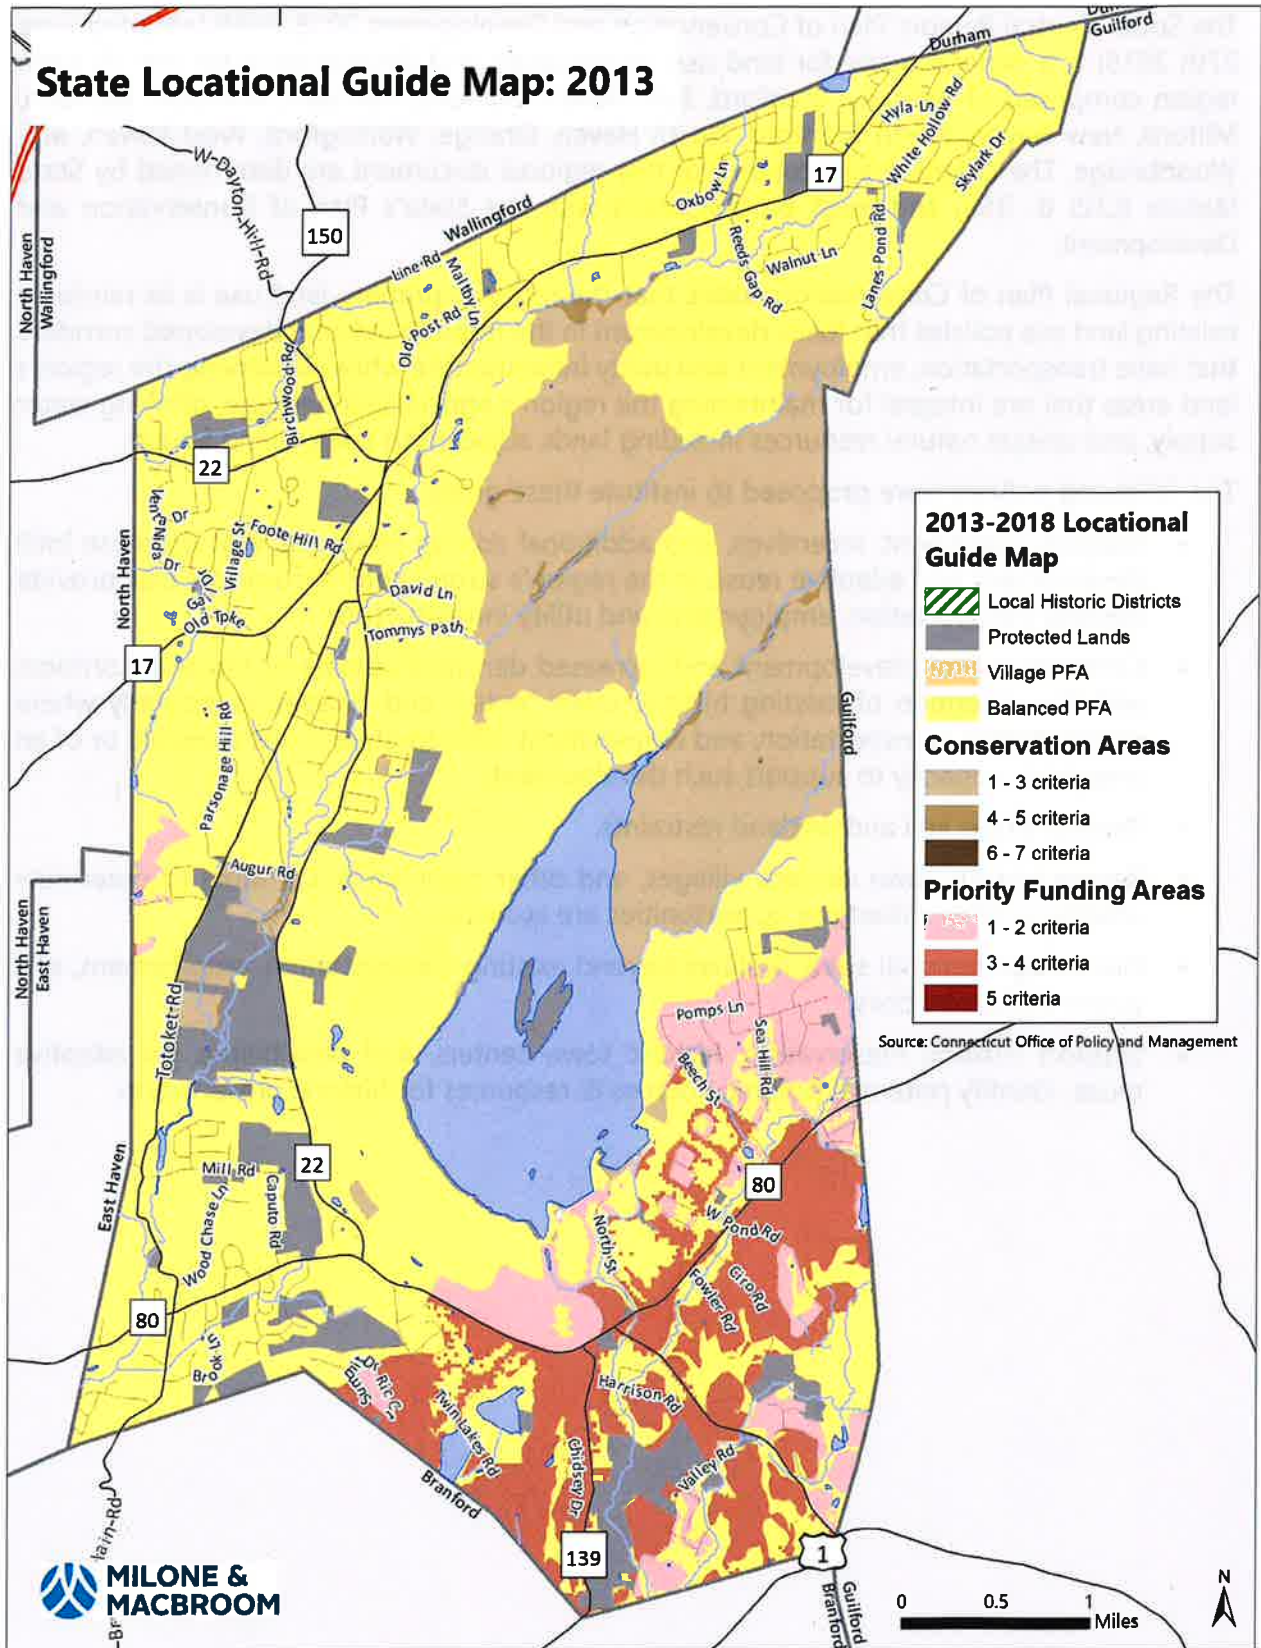 State Locational Guide Map: 2013
Durham
Guilford
W-Dayton-Hill-Rd
150
North Haven
Wallingford
Wallingford
Line Rd
Maltby Ln
Old Post Rd
Birchwood Rd
Oxbow Ln
17
Hyla Ln
White Hollow Rd
Skylark Dr
Reeds Gap Rd
Walnut Ln
Lanes Pond Rd
22
Dr
Nida
Dr
Village St
Foote Hill Rd
Gail Dr
Old Tpke
North Haven
17
David Ln
Tommys Path
Parsonage Hill Rd
Augur Rd
Guilford
North Haven
East Haven
Totoket Rd
East Haven
Mill Rd
Wood Chase Ln
Caputo Rd
22
80
Brook Ln
Pomps Ln
Sea Hill Rd
Beech St
80
W Pond Rd
North St
Ciro Rd
Fowler Rd
Harrison Rd
Valley Rd
Ric Ci
Twin Lakes Rd
Chidsey Dr
Branford
139
1
Guilford
Branford
2013-2018 Locational
Guide Map
Local Historic Districts
Protected Lands
Village PFA
Balanced PFA
Conservation Areas
1 - 3 criteria
4 - 5 criteria
6 - 7 criteria
Priority Funding Areas
1 - 2 criteria
3 - 4 criteria
5 criteria
Source: Connecticut Office of Policy and Management
MILONE &
MACBROOM
0 0.5 1
Miles
N